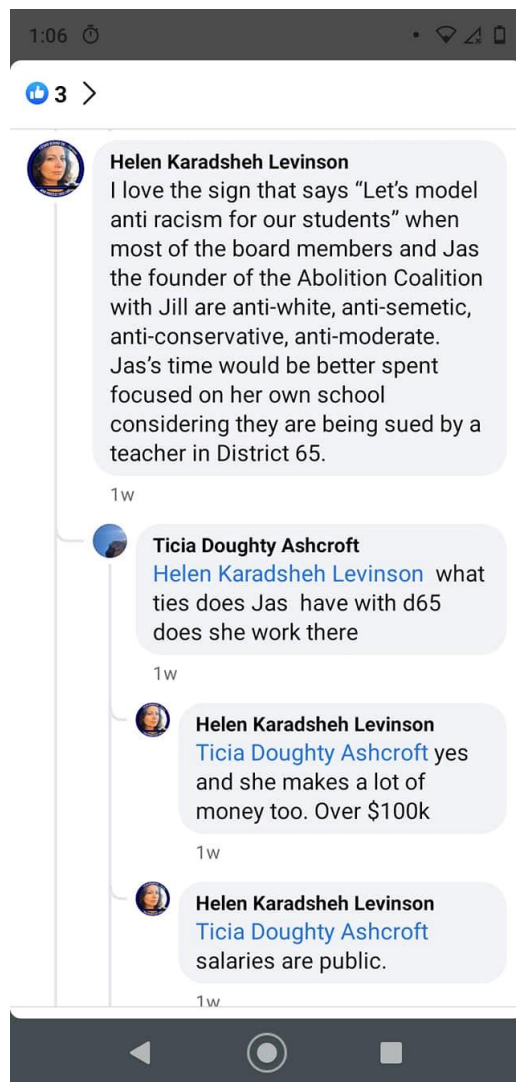 1:06
3
Helen Karadsheh Levinson
I love the sign that says “Let’s model
anti racism for our students” when
most of the board members and Jas
the founder of the Abolition Coalition
with Jill are anti-white, anti-semetic,
anti-conservative, anti-moderate.
Jas’s time would be better spent
focused on her own school
considering they are being sued by a
teacher in District 65.
1w
Ticia Doughty Ashcroft
Helen Karadsheh Levinson what
ties does Jas have with d65
does she work there
1w
Helen Karadsheh Levinson
Ticia Doughty Ashcroft yes
and she makes a lot of
money too. Over $100k
1w
Helen Karadsheh Levinson
Ticia Doughty Ashcroft
salaries are public.
1w